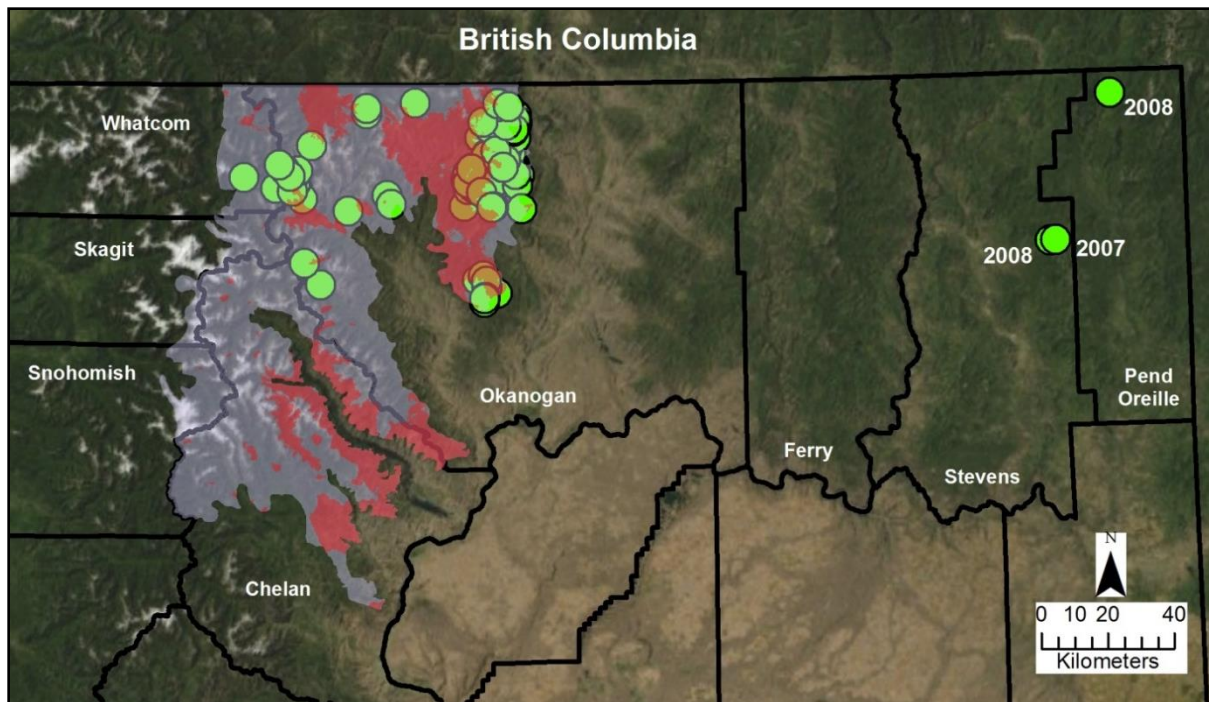 British Columbia
Whatcom
2008
Skagit
2008
2007
Snohomish
Okanogan
Pend
Oreille
Ferry
Stevens
Chelan
N
0 10 20 40
Kilometers